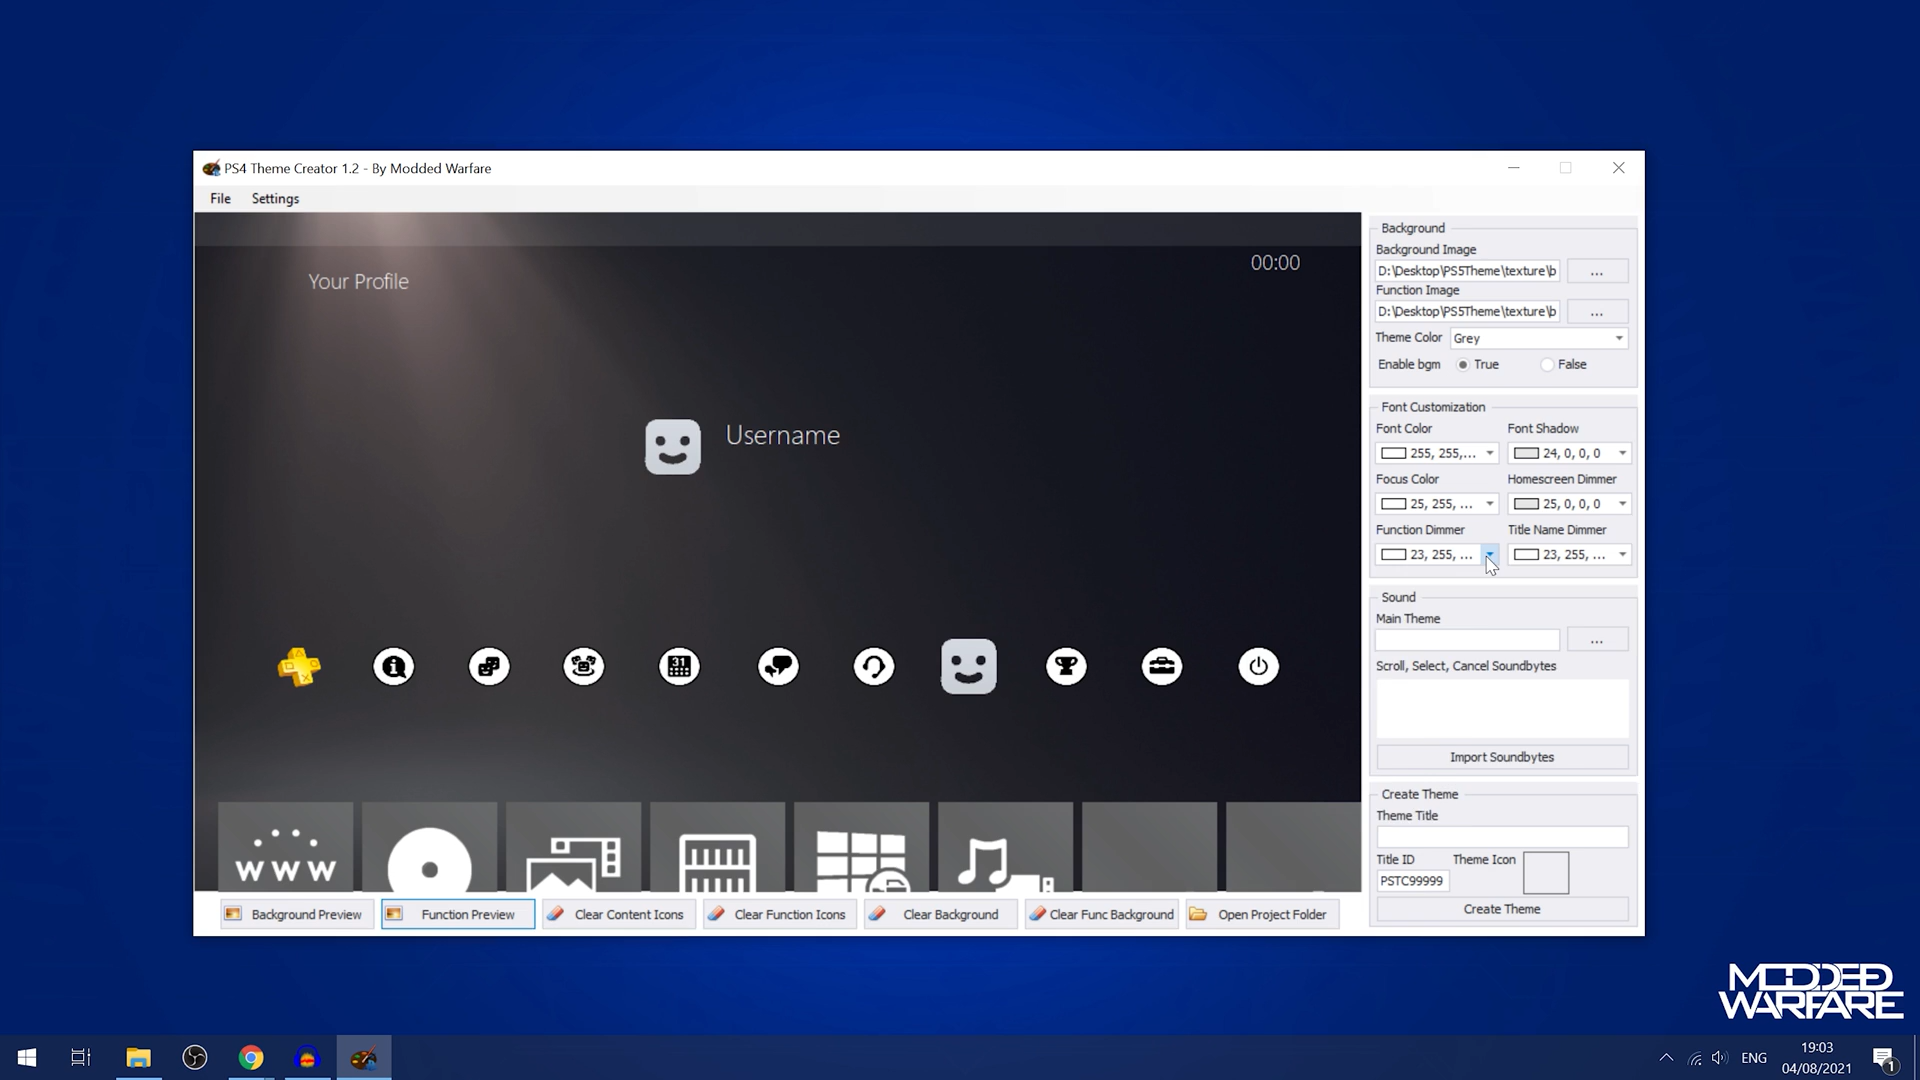 PS4 Theme Creator 1.2 - By Modded Warfare
File Settings
Your Profile
00:00
Username
31
WWW
Background Preview
Function Preview
Clear Content Icons
Clear Function Icons
Clear Background
Clear Func Background
Open Project Folder
Background
Background Image
D:\Desktop\PS5Theme\texture\b ...
Function Image
D:\Desktop\PS5Theme\texture\b ...
Theme Color Grey
Enable bgm True False
Font Customization
Font Color Font Shadow
255, 255,... 24, 0, 0, 0
Focus Color Homescreen Dimmer
25, 255, ... 25, 0, 0, 0
Function Dimmer Title Name Dimmer
23, 255, ... 23, 255, ...
Sound
Main Theme
...
Scroll, Select, Cancel Soundbytes
Import Soundbytes
Create Theme
Theme Title
Title ID Theme Icon
PSTC99999
Create Theme
MODDED
WARFARE
ENG
19:03
04/08/2021
1